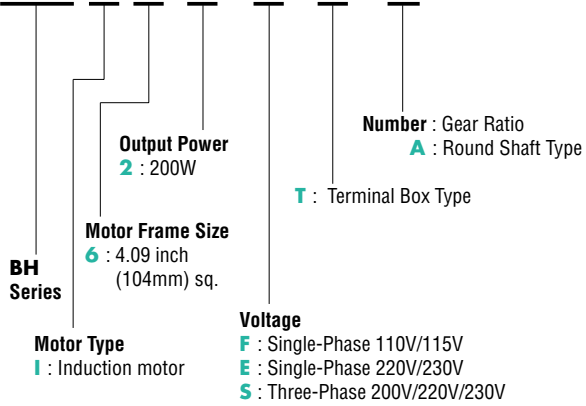 Number : Gear Ratio
A : Round Shaft Type
Output Power
2 : 200W
T : Terminal Box Type
Motor Frame Size
6 : 4.09 inch
(104mm) sq.
BH
Series
Motor Type
I : Induction motor
Voltage
F : Single-Phase 110V/115V
E : Single-Phase 220V/230V
S : Three-Phase 200V/220V/230V